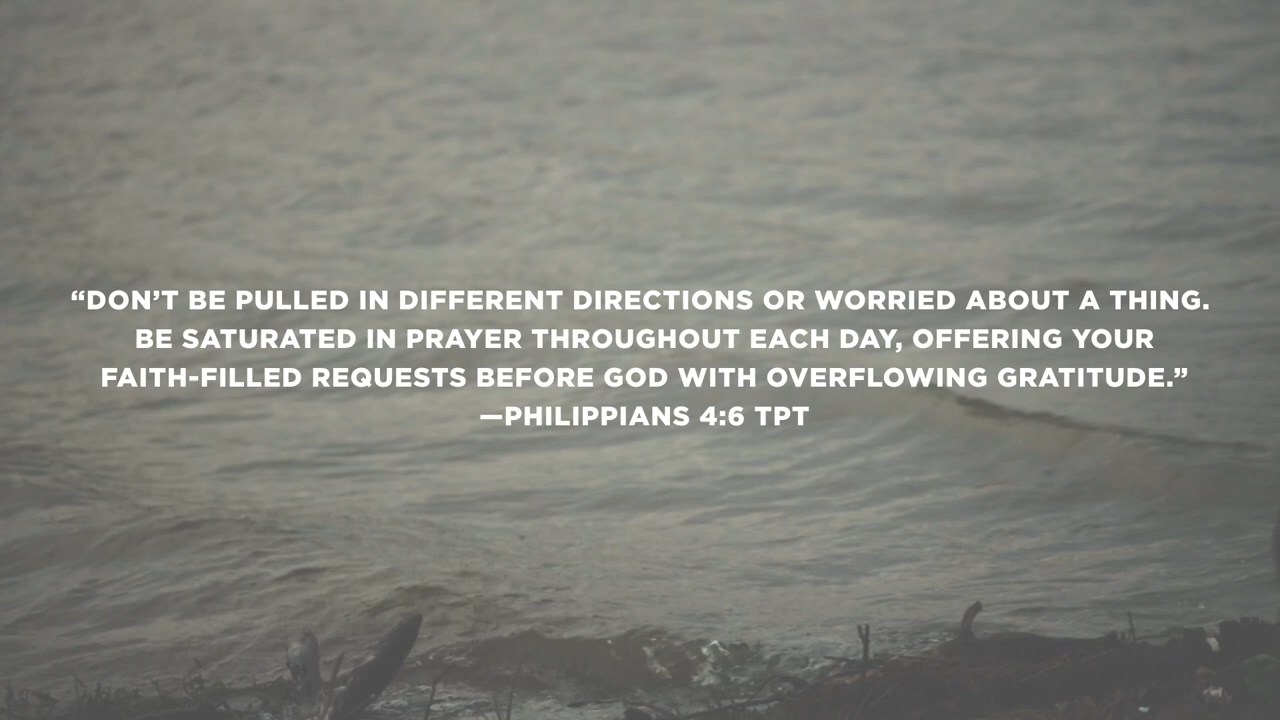 “DON’T BE PULLED IN DIFFERENT DIRECTIONS OR WORRIED ABOUT A THING.
BE SATURATED IN PRAYER THROUGHOUT EACH DAY, OFFERING YOUR
FAITH-FILLED REQUESTS BEFORE GOD WITH OVERFLOWING GRATITUDE.”
—PHILIPPIANS 4:6 TPT